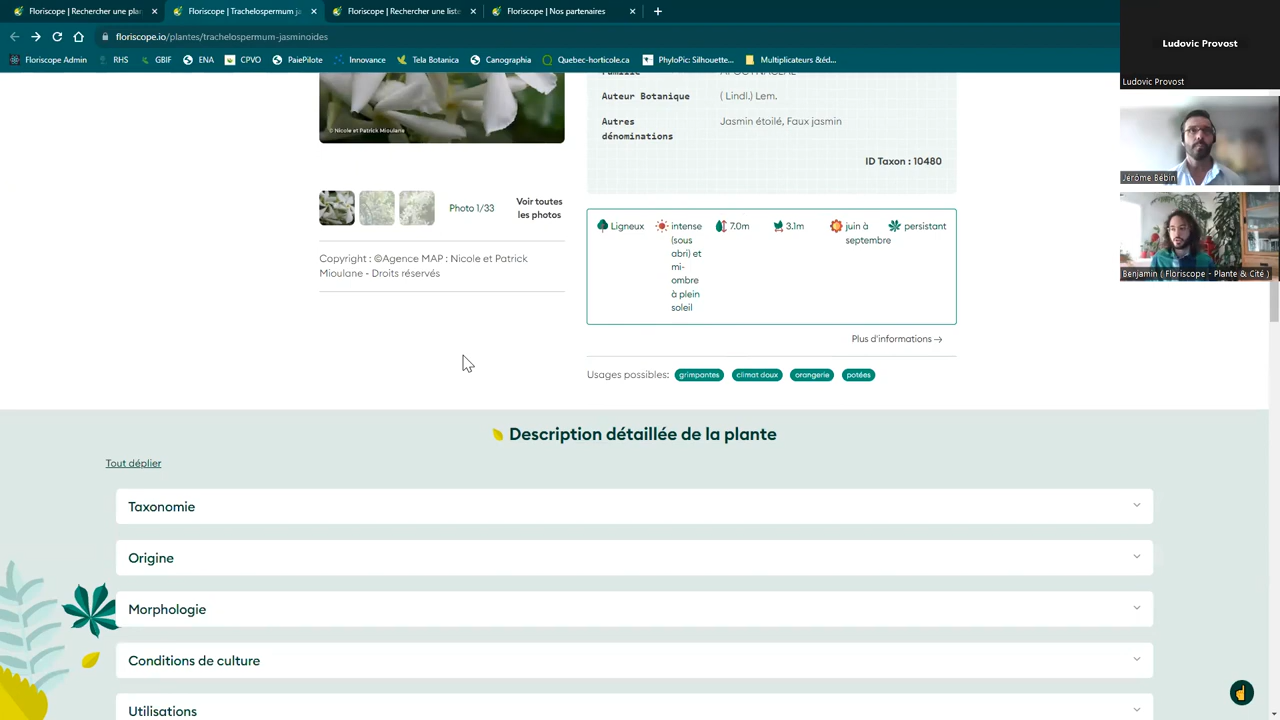 Floriscope | Rechercher une pla
Floriscope | Trachelospermum ja
Floriscope | Rechercher une liste
Floriscope | Nos partenaires
floriscope.io/plantes/trachelospermum-jasminoides
Floriscope Admin
RHS
GBIF
ENA
CPVO
PaiePilote
Innovance
Tela Botanica
Canographia
Quebec-horticole.ca
PhyloPic: Silhouette...
Multiplicateurs &éd...
Famille
APOCYNACEAE
Auteur Botanique
( Lindl.) Lem.
Autres
dénominations
Jasmin étoilé, Faux jasmin
ID Taxon : 10480
© Nicole et Patrick Mioulane
Photo 1/33
Voir toutes
les photos
Copyright : ©Agence MAP : Nicole et Patrick
Mioulane - Droits réservés
Ligneux
intense
(sous
abri) et
mi-
ombre
à plein
soleil
7.0m
3.1m
juin à
septembre
persistant
Plus d'informations →
Usages possibles:
grimpantes
climat doux
orangerie
potées
Description détaillée de la plante
Tout déplier
Taxonomie
Origine
Morphologie
Conditions de culture
Utilisations
Ludovic Provost
Ludovic Provost
Jérôme Bébin
Benjamin ( Floriscope - Plante & Cité )